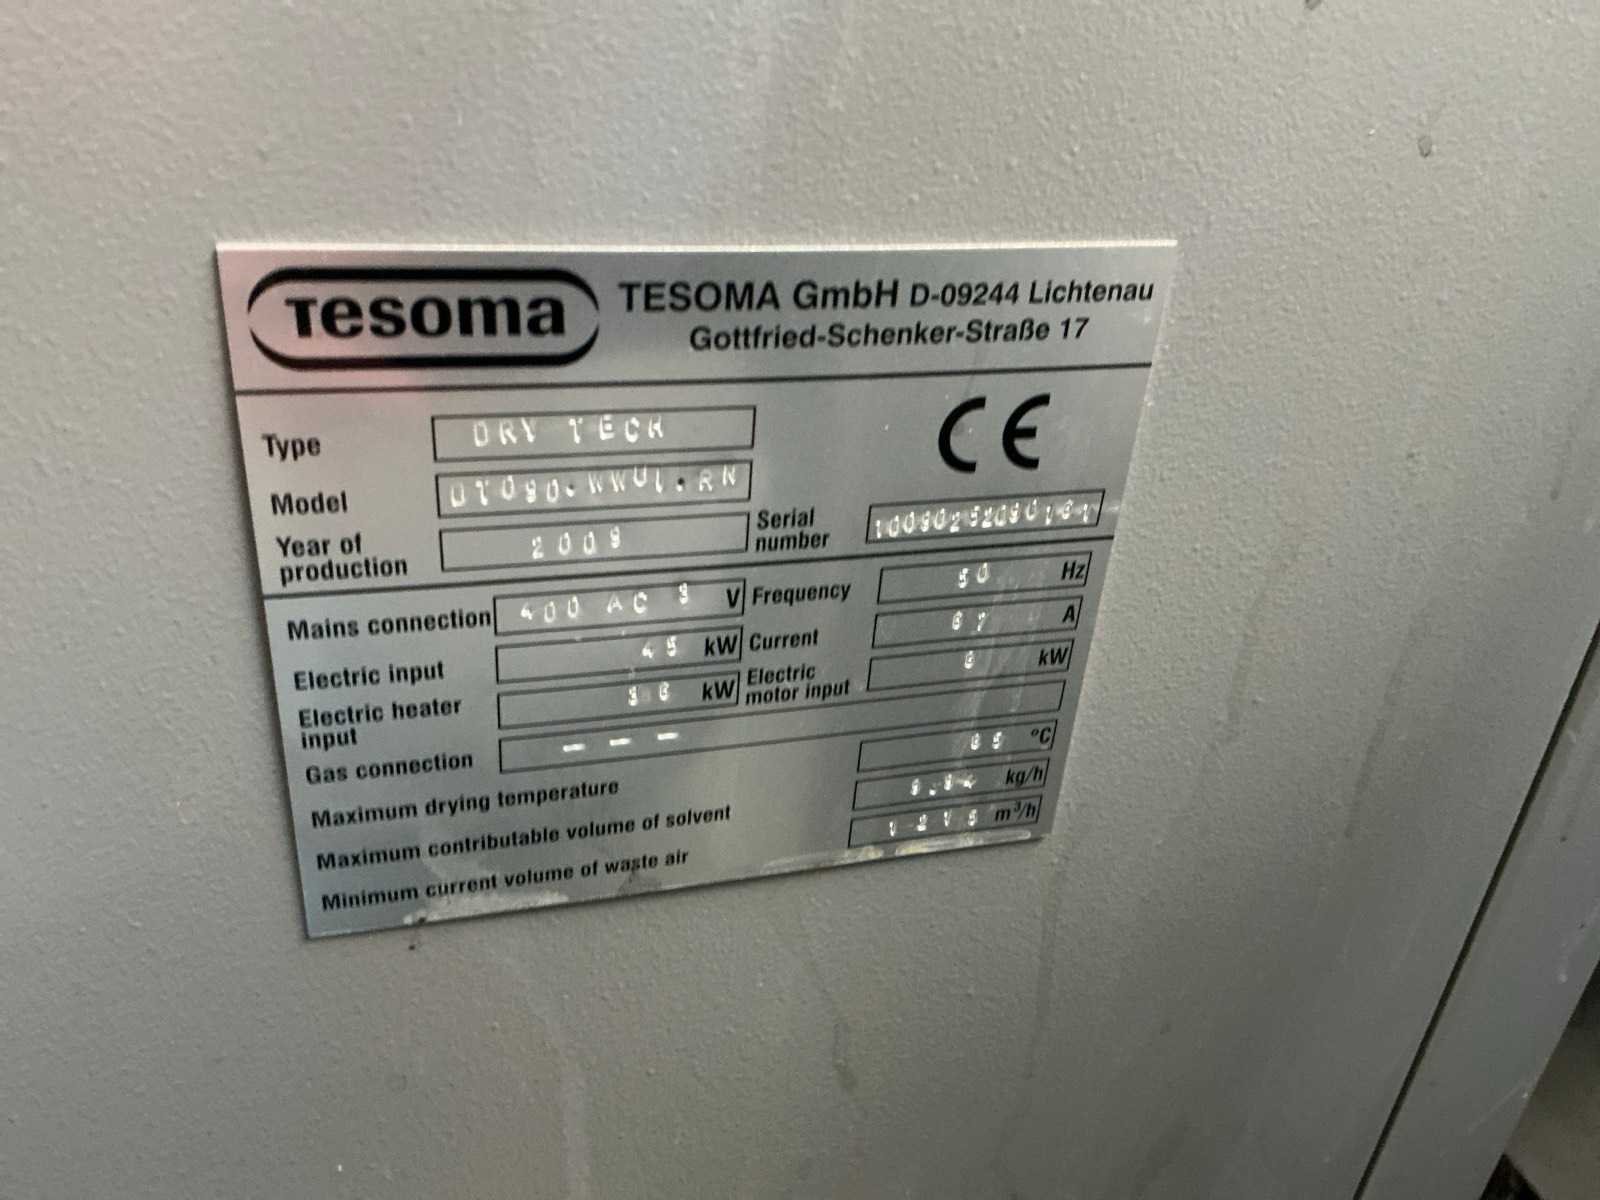 Tesoma
TESOMA GmbH D-09244 Lichtenau
Gottfried-Schenker-Straße 17
CE
Type DRY TECH
Model
Year of production 2009
Serial number
Mains connection 400 AC 3 V
Frequency 50 Hz
Electric input 45 kW
Current 67 A
Electric heater input kW
Electric motor input kW
Gas connection - - -
Maximum drying temperature °C
Maximum contributable volume of solvent kg/h
Minimum current volume of waste air m³/h